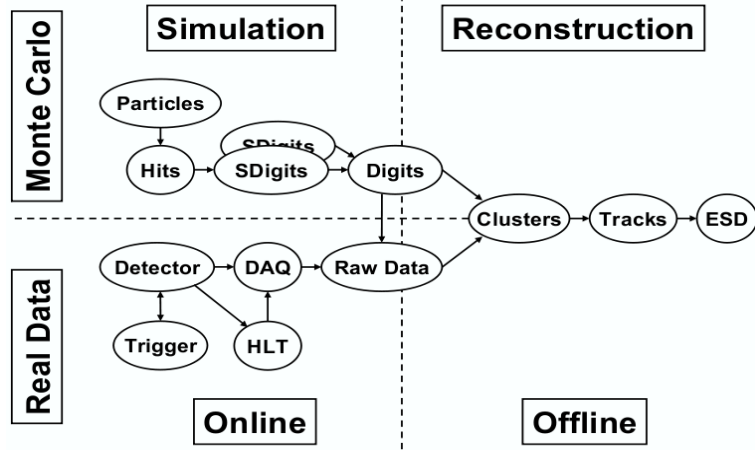 Simulation
Reconstruction
Monte Carlo
Particles
SDigits
Hits
SDigits
Digits
Clusters
Tracks
ESD
Detector
DAQ
Raw Data
Trigger
HLT
Real Data
Online
Offline